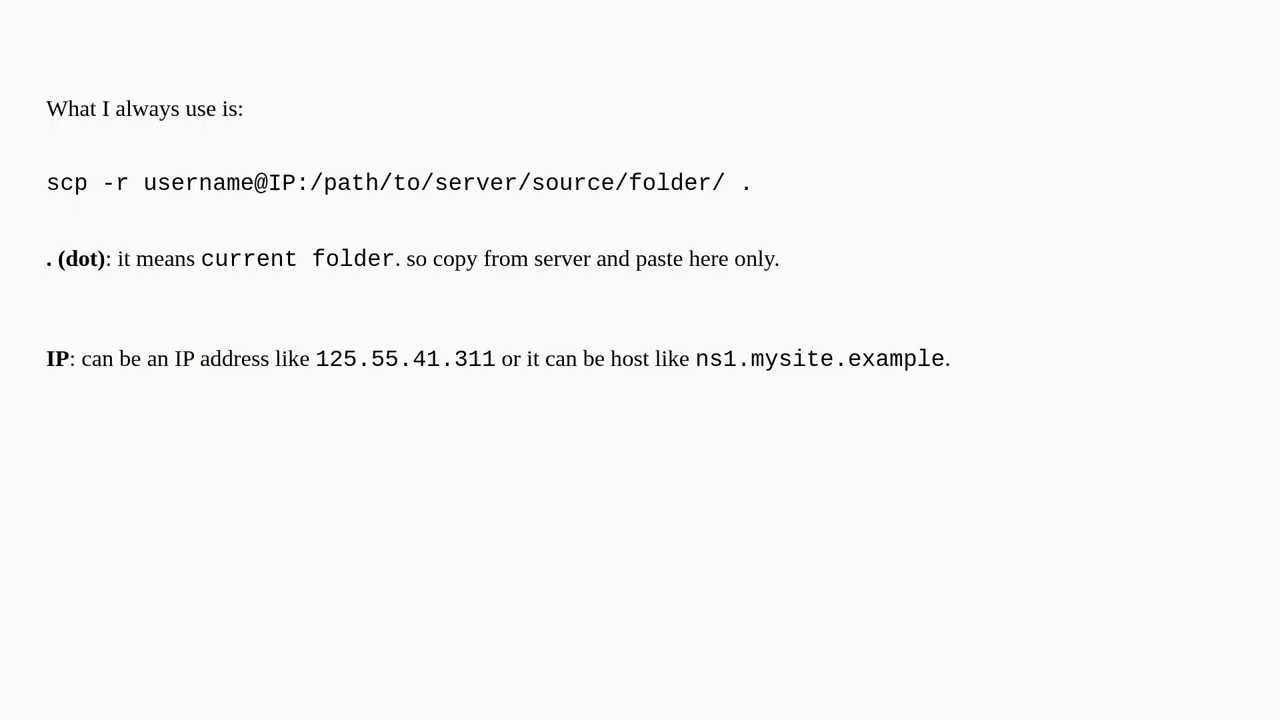 What I always use is:
scp -r username@IP:/path/to/server/source/folder/ .
. (dot): it means current folder. so copy from server and paste here only.
IP: can be an IP address like 125.55.41.311 or it can be host like ns1.mysite.example.